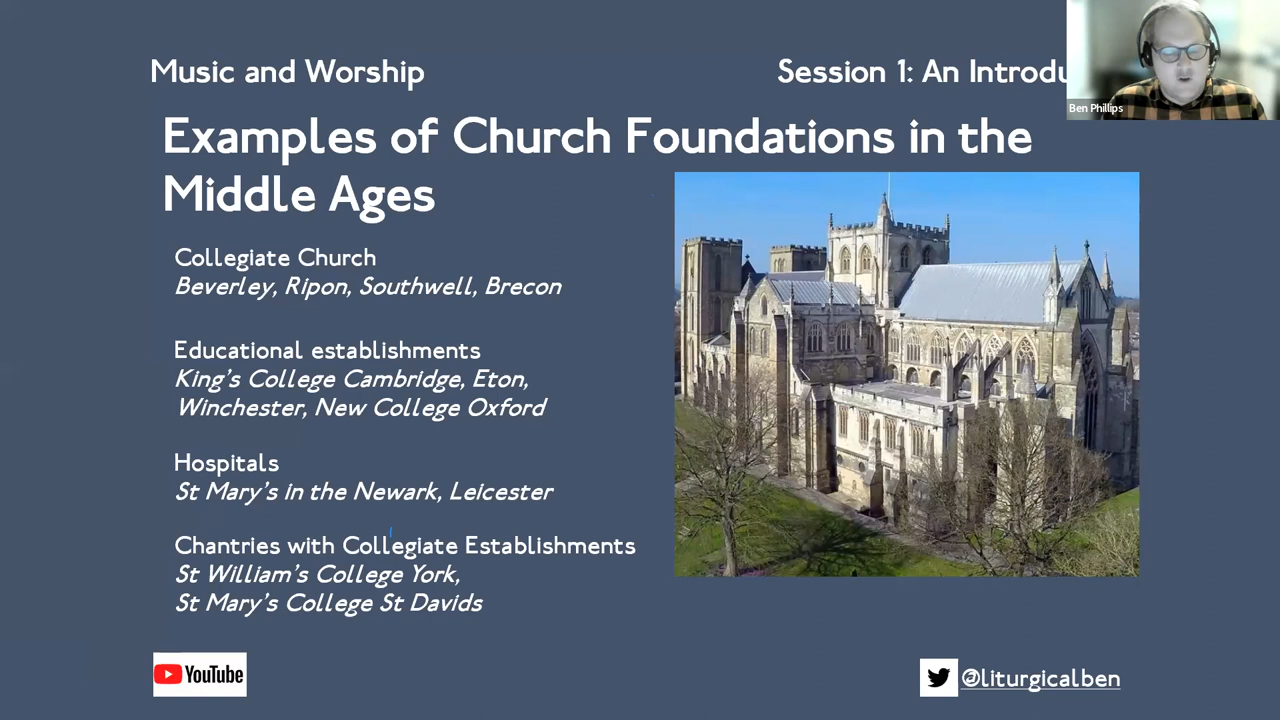 Music and Worship
Session 1: An Introdu
Ben Phillips
Examples of Church Foundations in the
Middle Ages
Collegiate Church
Beverley, Ripon, Southwell, Brecon
Educational establishments
King's College Cambridge, Eton,
Winchester, New College Oxford
Hospitals
St Mary's in the Newark, Leicester
Chantries with Collegiate Establishments
St William's College York,
St Mary's College St Davids
YouTube
@liturgicalben